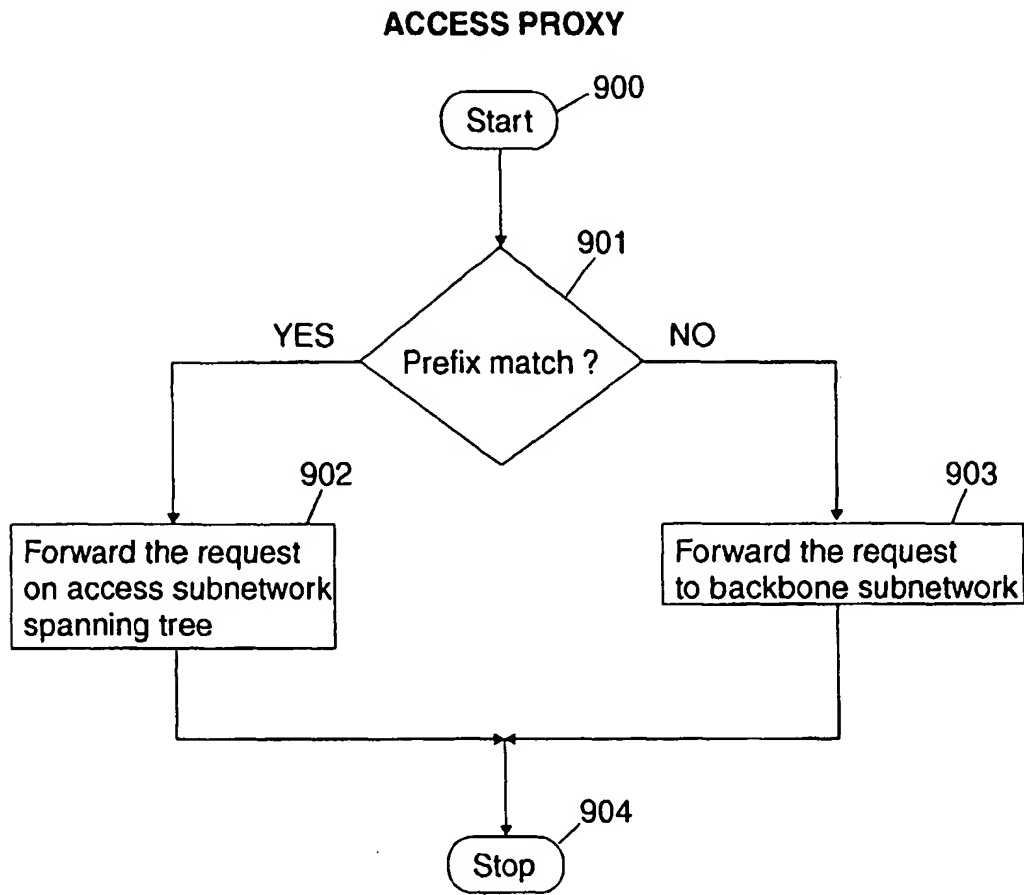 ACCESS PROXY
900
Start
901
YES
NO
Prefix match ?
902
903
Forward the request
on access subnetwork
spanning tree
Forward the request
to backbone subnetwork
904
Stop